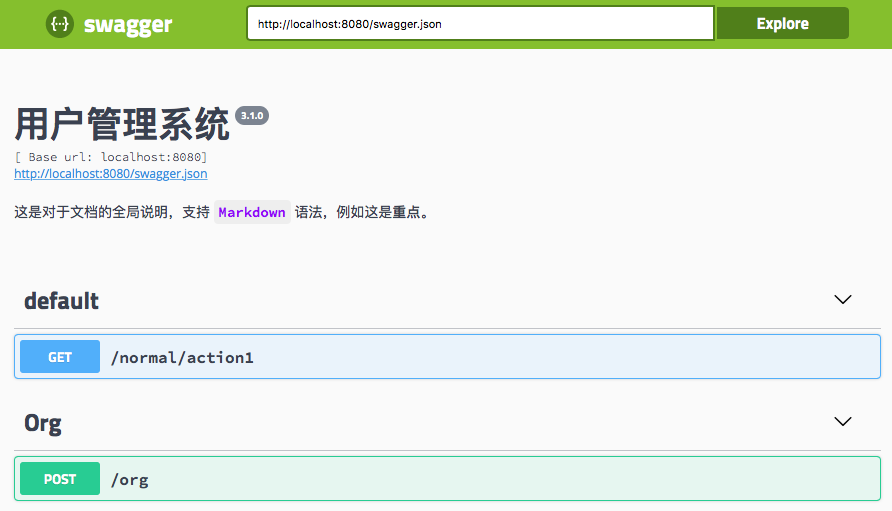 {...} swagger
http://localhost:8080/swagger.json
Explore
用户管理系统 3.1.0
[ Base url: localhost:8080]
http://localhost:8080/swagger.json
这是对于文档的全局说明，支持 Markdown 语法，例如这是重点。
default
GET /normal/action1
Org
POST /org